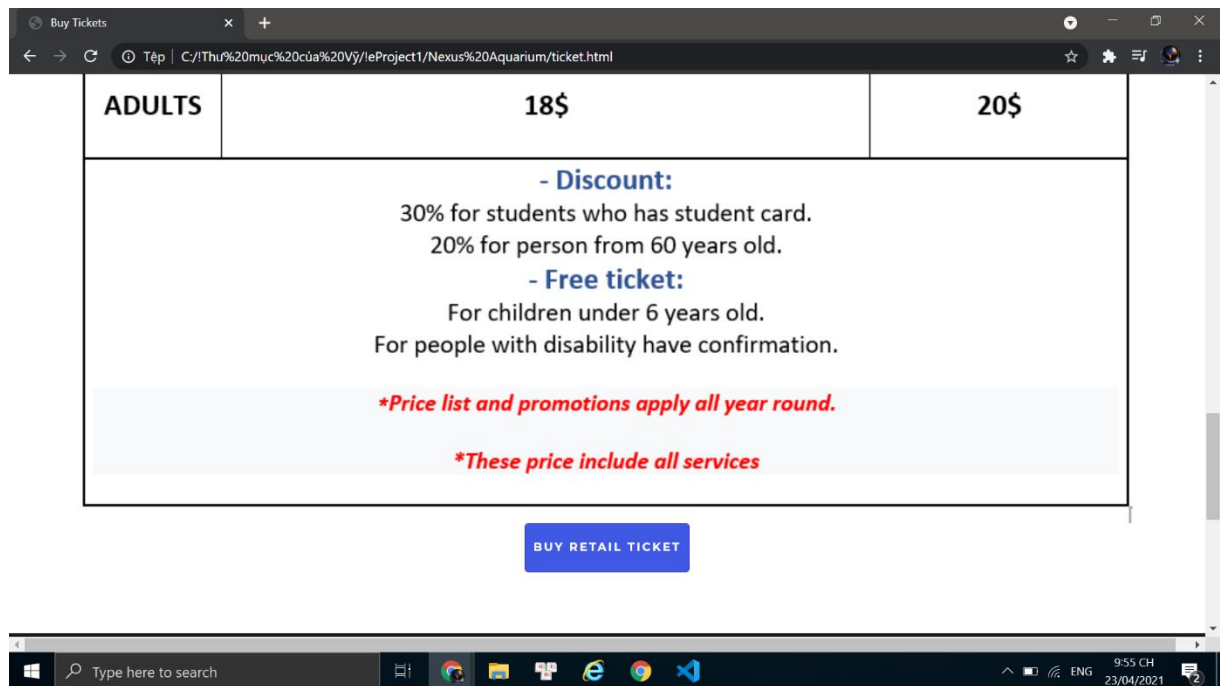 Buy Tickets
Tệp | C:/!Thư%20mục%20của%20Vỹ/!eProject1/Nexus%20Aquarium/ticket.html
ADULTS 18$ 20$
- Discount:
30% for students who has student card.
20% for person from 60 years old.
- Free ticket:
For children under 6 years old.
For people with disability have confirmation.
*Price list and promotions apply all year round.
*These price include all services
BUY RETAIL TICKET
Type here to search
ENG
9:55 CH
23/04/2021
2